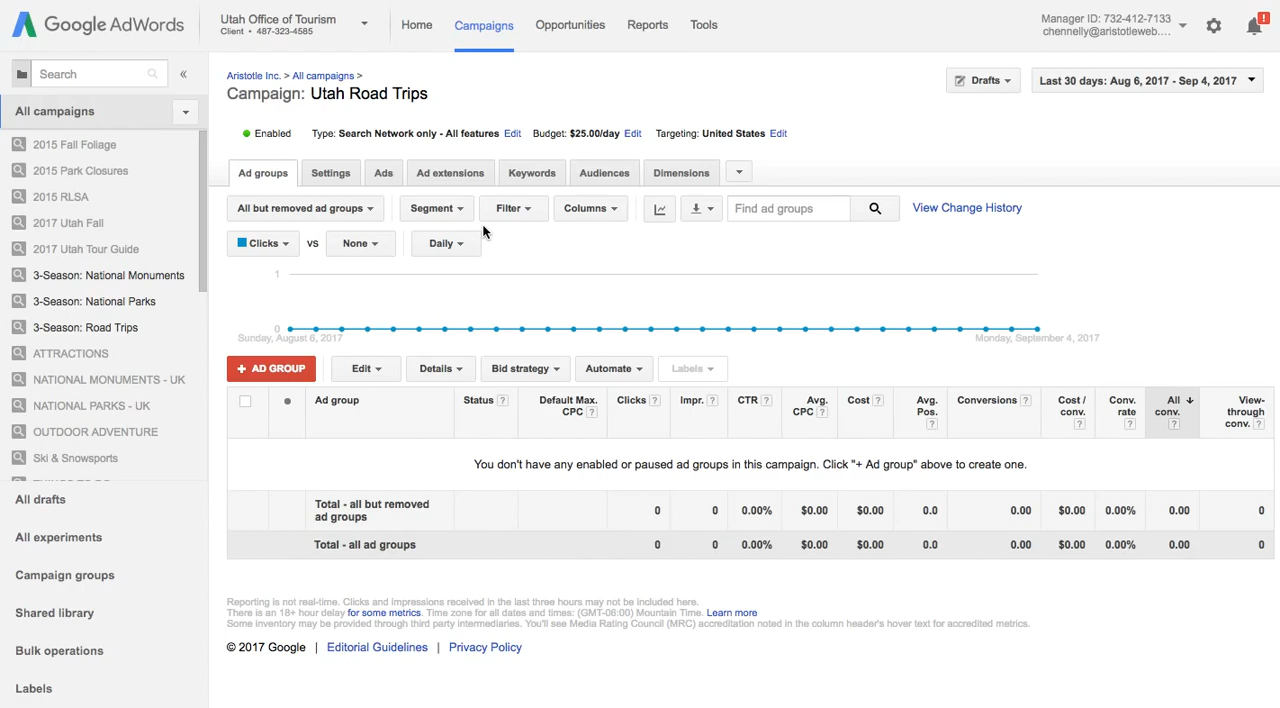 Google AdWords
Utah Office of Tourism
Client • 487-323-4585
Home Campaigns Opportunities Reports Tools
Manager ID: 732-412-7133
chennelly@aristotleweb....
!
Search «
All campaigns
2015 Fall Foliage
2015 Park Closures
2015 RLSA
2017 Utah Fall
2017 Utah Tour Guide
3-Season: National Monuments
3-Season: National Parks
3-Season: Road Trips
ATTRACTIONS
NATIONAL MONUMENTS - UK
NATIONAL PARKS - UK
OUTDOOR ADVENTURE
Ski & Snowsports
All drafts
All experiments
Campaign groups
Shared library
Bulk operations
Labels
Aristotle Inc. > All campaigns >
Campaign: Utah Road Trips
Drafts
Last 30 days: Aug 6, 2017 - Sep 4, 2017
Enabled Type: Search Network only - All features Edit Budget: $25.00/day Edit Targeting: United States Edit
Ad groups Settings Ads Ad extensions Keywords Audiences Dimensions
All but removed ad groups Segment Filter Columns Find ad groups View Change History
Clicks VS None Daily
1
0
Sunday, August 6, 2017 Monday, September 4, 2017
+ AD GROUP Edit Details Bid strategy Automate Labels
Ad group Status ? Default Max. CPC ? Clicks ? Impr. ? CTR ? Avg. CPC ? Cost ? Avg. Pos. ? Conversions ? Cost / conv. ? Conv. rate ? All conv. ↓ ? View-through conv. ?
You don't have any enabled or paused ad groups in this campaign. Click "+ Ad group" above to create one.
Total - all but removed ad groups 0 0 0.00% $0.00 $0.00 0.0 0.00 $0.00 0.00% 0.00 0
Total - all ad groups 0 0 0.00% $0.00 $0.00 0.0 0.00 $0.00 0.00% 0.00 0
Reporting is not real-time. Clicks and impressions received in the last three hours may not be included here.
There is an 18+ hour delay for some metrics. Time zone for all dates and times: (GMT-06:00) Mountain Time. Learn more
Some inventory may be provided through third party intermediaries. You'll see Media Rating Council (MRC) accreditation noted in the column header's hover text for accredited metrics.
© 2017 Google | Editorial Guidelines | Privacy Policy